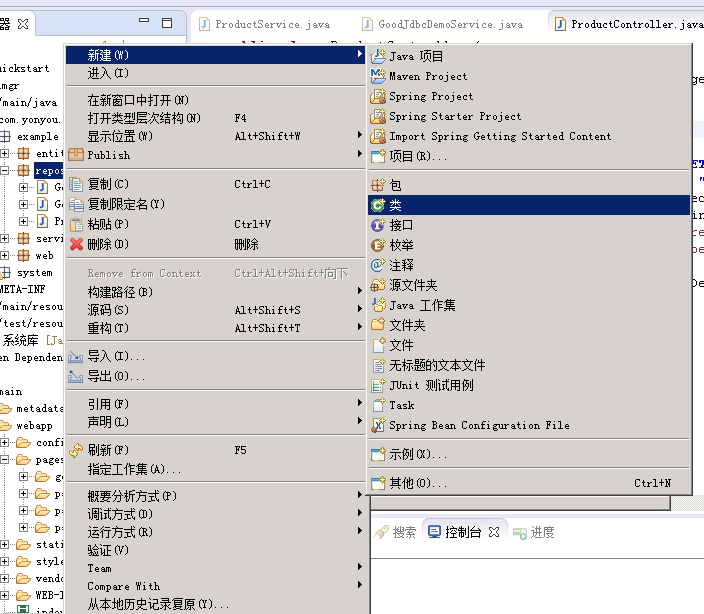 器
ProductService.java
GoodJdbcDemoService.java
ProductController.java
uickstart
mgr
/main/java
com.yonyou.
example
entit
repos
G
G
P
servi
web
system
META-INF
/main/resou
/test/resou
系统库 [Ja
en Dependen
main
metadata
webapp
confi
pages
g
p
p
p
stati
style
vendo
WEB-I
index
新建(W)
进入(I)
在新窗口中打开(N)
打开类型层次结构(N) F4
显示位置(W) Alt+Shift+W
Publish
复制(C) Ctrl+C
复制限定名(Y)
粘贴(P) Ctrl+V
删除(D) 删除
Remove from Context Ctrl+Alt+Shift+向下
构建路径(B)
源码(S) Alt+Shift+S
重构(T) Alt+Shift+T
导入(I)...
导出(O)...
引用(F)
声明(L)
刷新(F) F5
指定工作集(A)...
概要分析方式(P)
调试方式(D)
运行方式(R)
验证(V)
Team
Compare With
从本地历史记录复原(Y)...
Java 项目
Maven Project
Spring Project
Spring Starter Project
Import Spring Getting Started Content
项目(R)...
包
类
接口
枚举
注释
源文件夹
Java 工作集
文件夹
文件
无标题的文本文件
JUnit 测试用例
Task
Spring Bean Configuration File
示例(X)...
其他(O)... Ctrl+N
搜索
控制台
进度